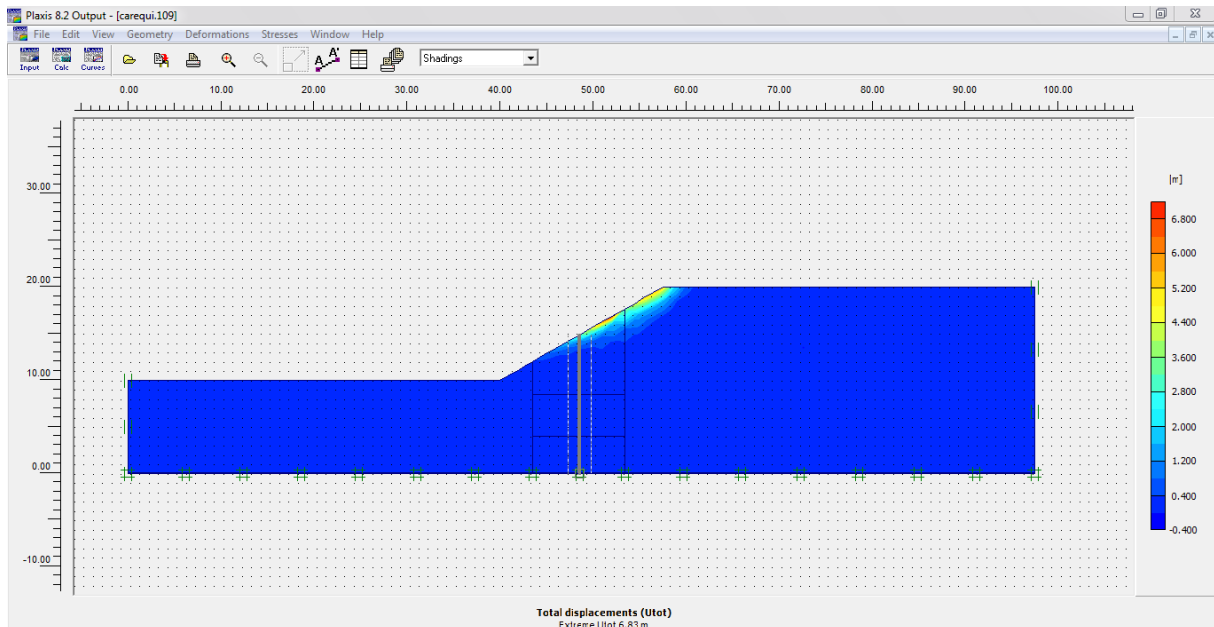 Plaxis 8.2 Output - [carequi.109]
File Edit View Geometry Deformations Stresses Window Help
Input Calc Curves A A' Shadings
0.00 10.00 20.00 30.00 40.00 50.00 60.00 70.00 80.00 90.00 100.00
30.00
20.00
10.00
0.00
-10.00
[m]
6.800
6.000
5.200
4.400
3.600
2.800
2.000
1.200
0.400
-0.400
Total displacements (Utot)
Extreme Utot 6.83 m